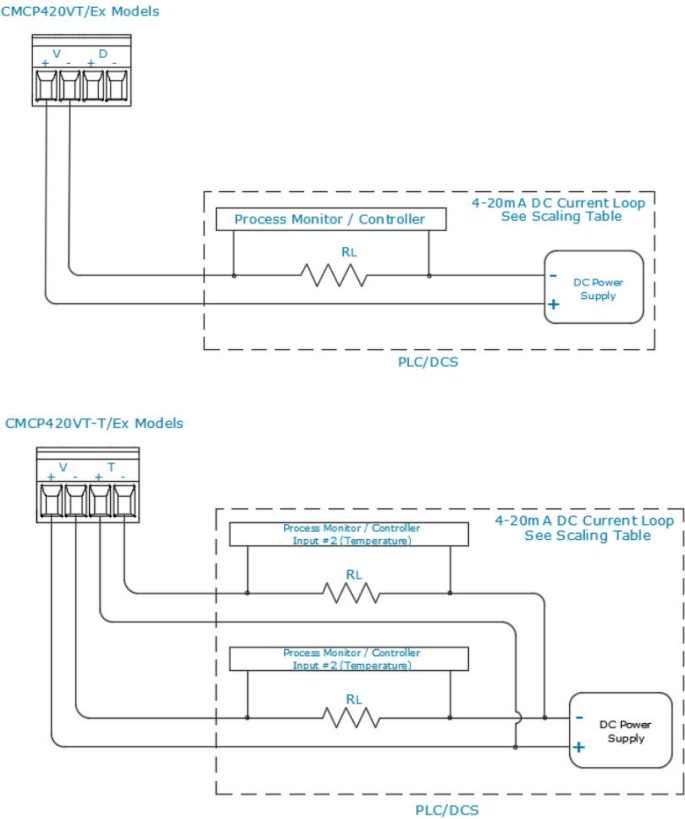 CMCP420VT/Ex Models
V D
+ - + -
4-20mA DC Current Loop
See Scaling Table
Process Monitor / Controller
RL
-
DC Power
Supply
+
PLC/DCS
CMCP420VT-T/Ex Models
V T
+ - + -
4-20mA DC Current Loop
See Scaling Table
Process Monitor / Controller
Input #2 (Temperature)
RL
Process Monitor / Controller
Input #2 (Temperature)
RL
-
DC Power
Supply
+
PLC/DCS